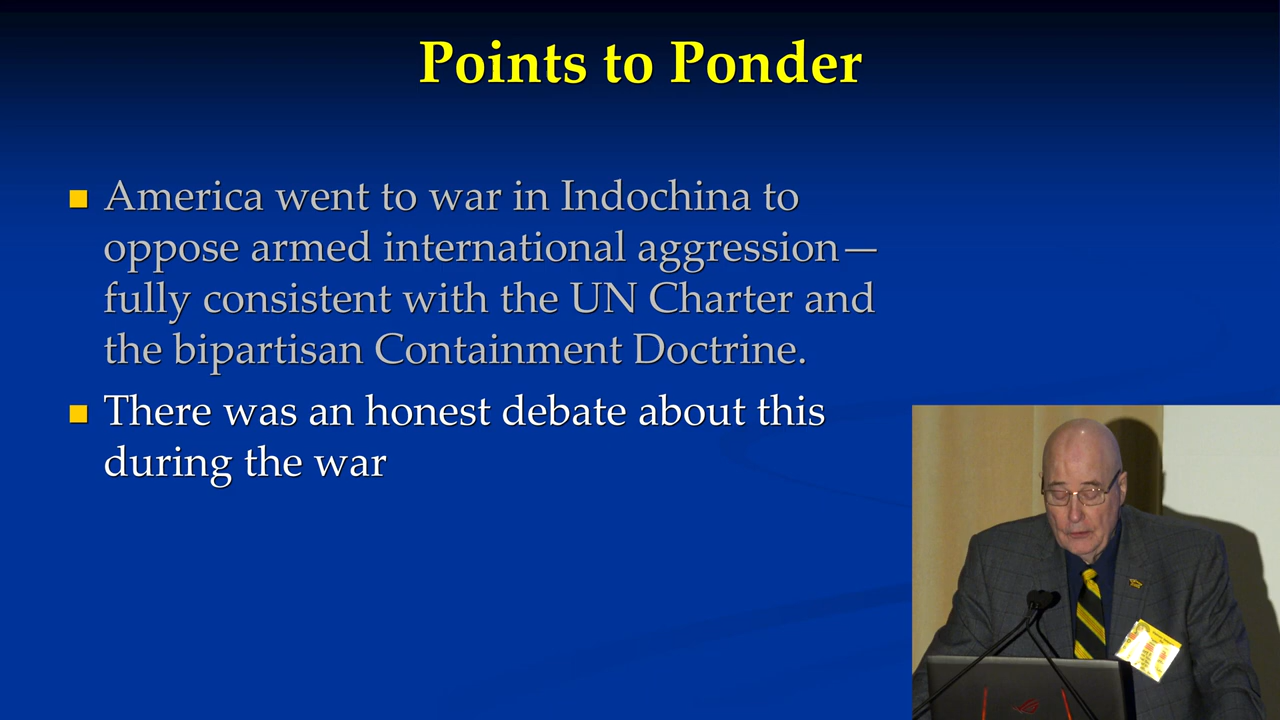 Points to Ponder
America went to war in Indochina to
oppose armed international aggression—
fully consistent with the UN Charter and
the bipartisan Containment Doctrine.
There was an honest debate about this
during the war